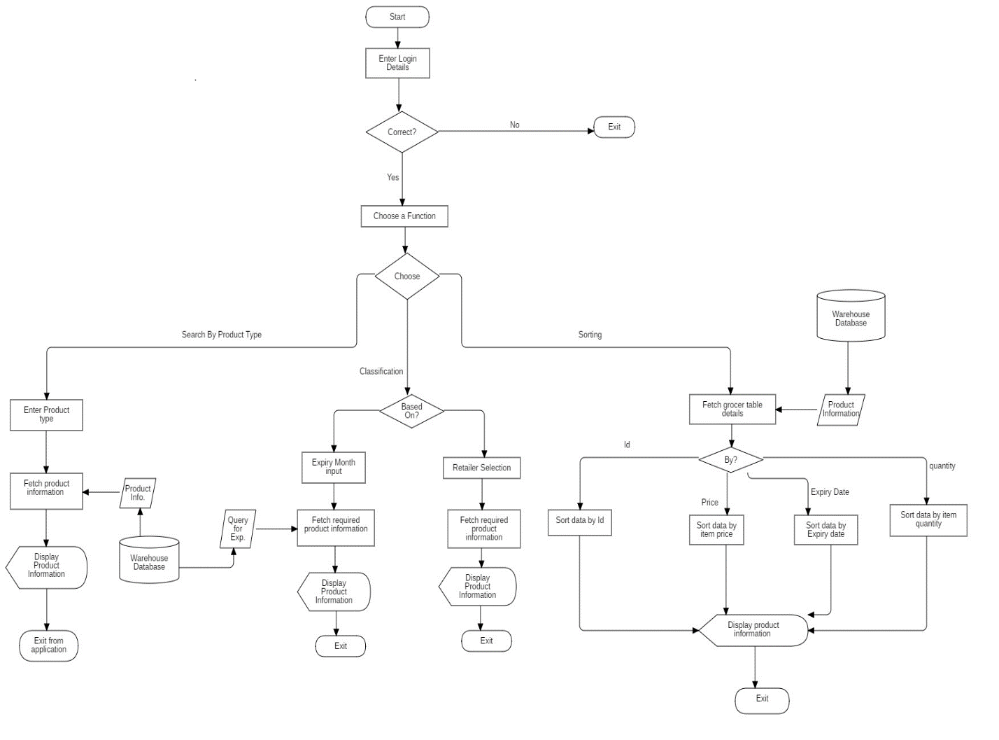 Start
Enter Login
Details
Correct?
No
Exit
Yes
Choose a Function
Choose
Search By Product Type
Sorting
Classification
Warehouse
Database
Product
Information
Fetch grocer table
details
Based
On?
Enter Product
type
Id
By?
quantity
Expiry Month
input
Retailer Selection
Fetch product
information
Product
Info.
Price
Expiry Date
Query
for
Exp.
Fetch required
product information
Fetch required
product
information
Sort data by Id
Sort data by
item price
Sort data by
Expiry date
Sort data by item
quantity
Display
Product
Information
Warehouse
Database
Display
Product
Information
Display
Product
Information
Display product
information
Exit from
application
Exit
Exit
Exit